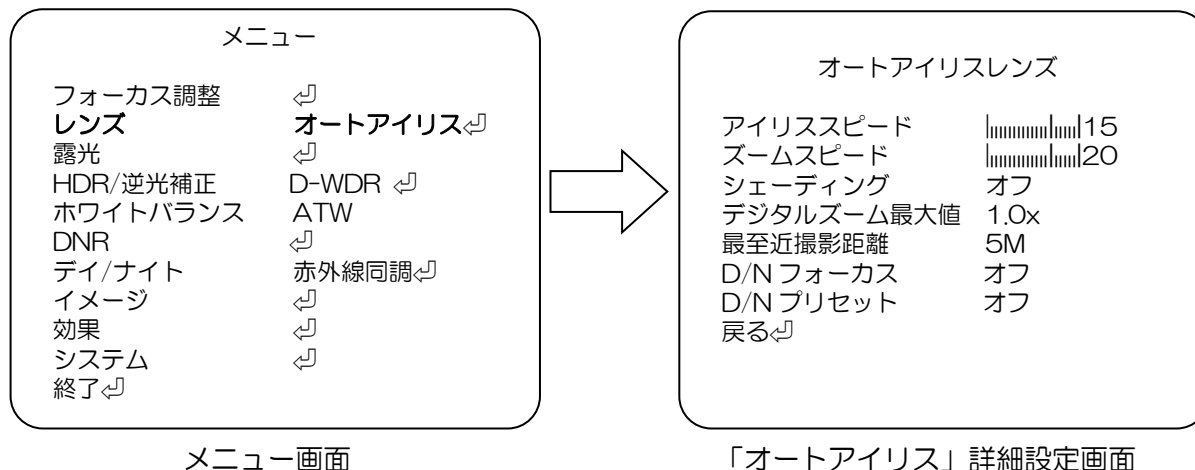 メニュー
フォーカス調整 ⏎
レンズ オートアイリス⏎
露光 ⏎
HDR/逆光補正 D-WDR ⏎
ホワイトバランス ATW
DNR ⏎
デイ/ナイト 赤外線同調⏎
イメージ ⏎
効果 ⏎
システム ⏎
終了⏎
メニュー画面
オートアイリスレンズ
アイリススピード 15
ズームスピード 20
シェーディング オフ
デジタルズーム最大値 1.0x
最至近撮影距離 5M
D/N フォーカス オフ
D/N プリセット オフ
戻る⏎
「オートアイリス」詳細設定画面